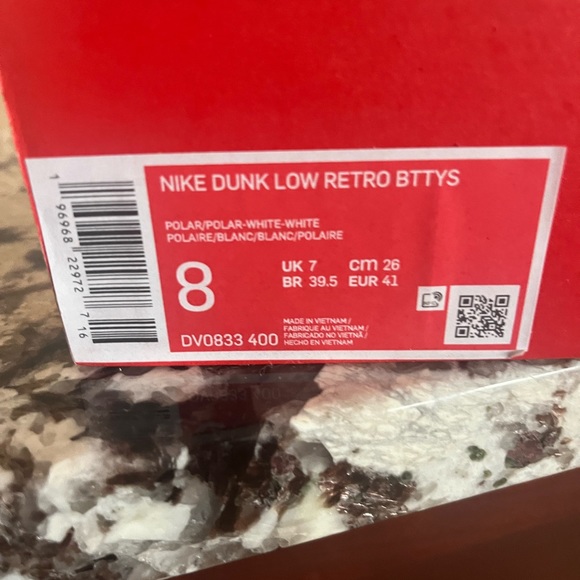 NIKE DUNK LOW RETRO BTTYS
POLAR/POLAR-WHITE-WHITE
POLAIRE/BLANC/BLANC/POLAIRE
8
UK 7 cm 26
BR 39.5 EUR 41
DV0833 400
MADE IN VIETNAM /
FABRIQUE AU VIETNAM /
FABRICADO NO VIETNÃ /
HECHO EN VIETNAM
1 96968 22972 7 16